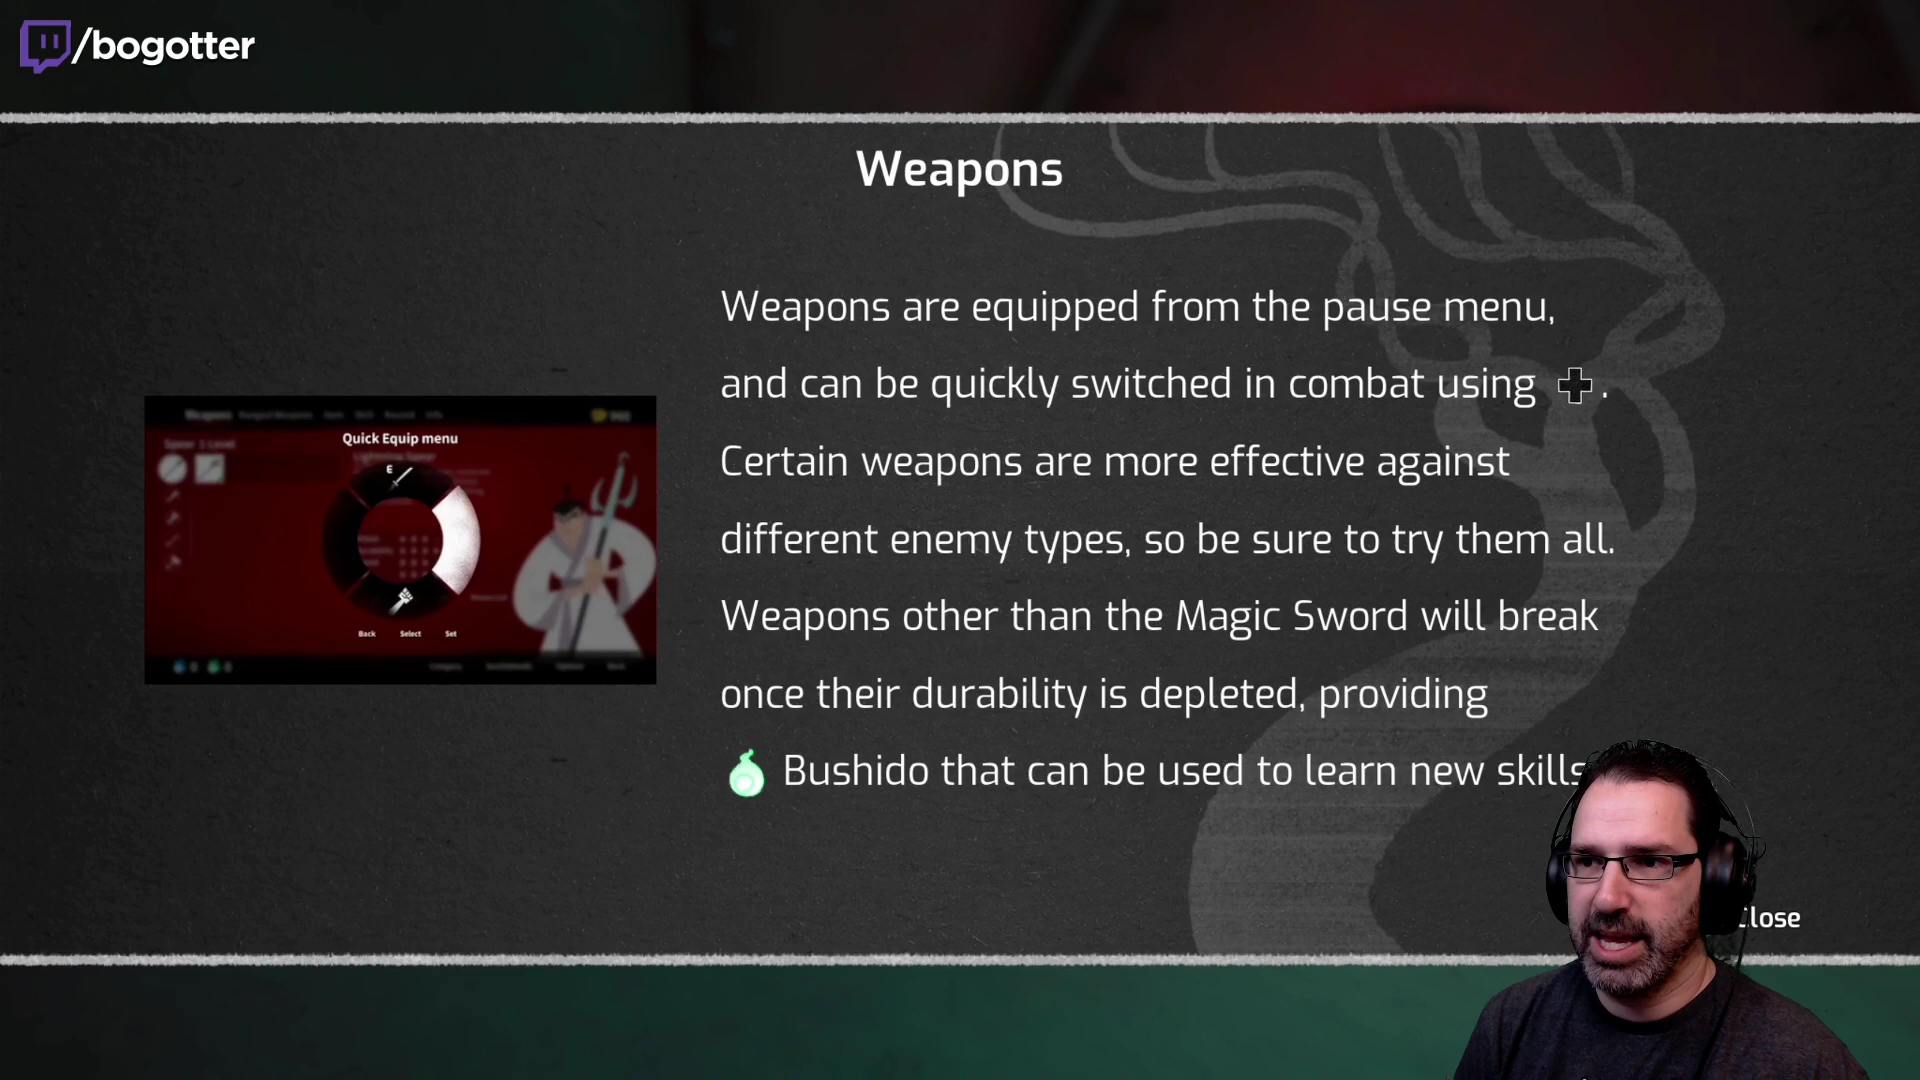 /bogotter
Weapons
Weapons are equipped from the pause menu,
and can be quickly switched in combat using .
Certain weapons are more effective against
different enemy types, so be sure to try them all.
Weapons other than the Magic Sword will break
once their durability is depleted, providing
Bushido that can be used to learn new skills
Quick Equip menu
E
Back Select Set
Close